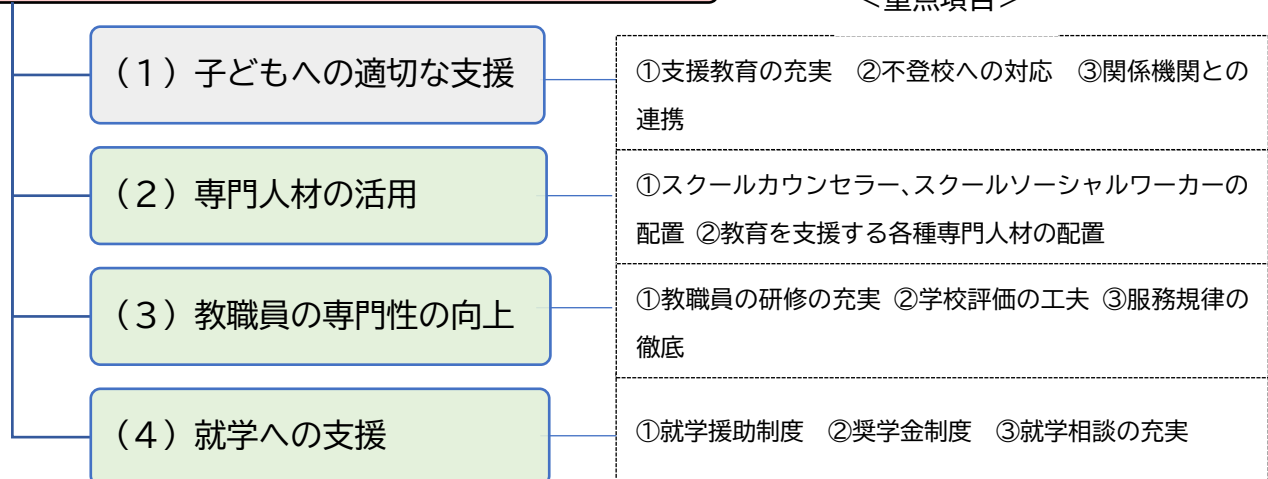 ＜重点項目＞
（1）子どもへの適切な支援
①支援教育の充実　②不登校への対応　③関係機関との
連携
（2）専門人材の活用
①スクールカウンセラー、スクールソーシャルワーカーの
配置 ②教育を支援する各種専門人材の配置
（3）教職員の専門性の向上
①教職員の研修の充実 ②学校評価の工夫 ③服務規律の
徹底
（4）就学への支援
①就学援助制度　②奨学金制度　③就学相談の充実